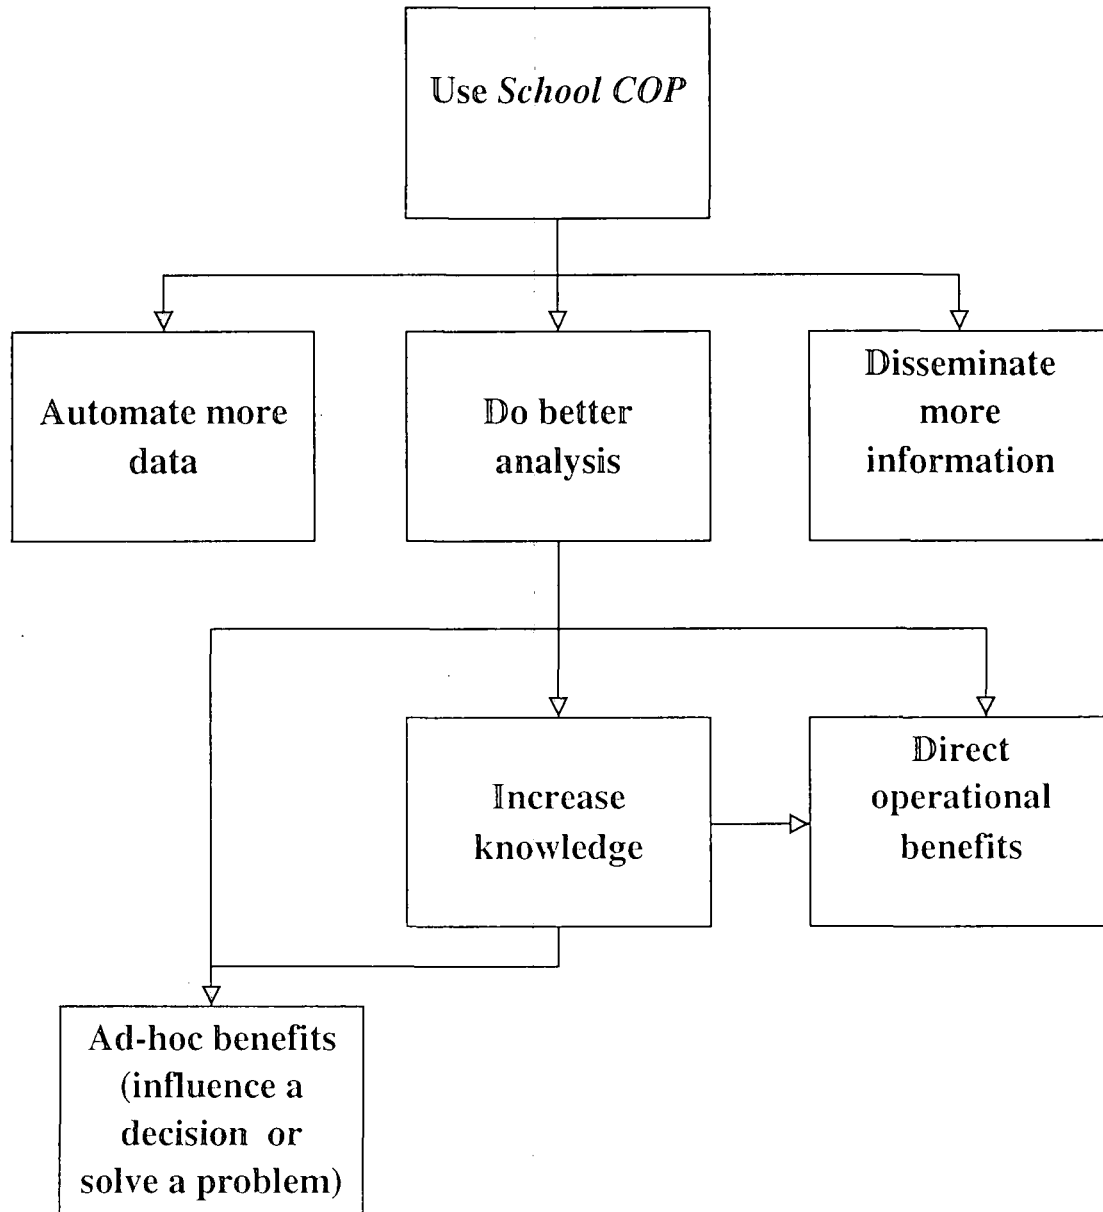 Use School COP
Automate more
data
Do better
analysis
Disseminate
more
information
Increase
knowledge
Direct
operational
benefits
Ad-hoc benefits
(influence a
decision or
solve a problem)